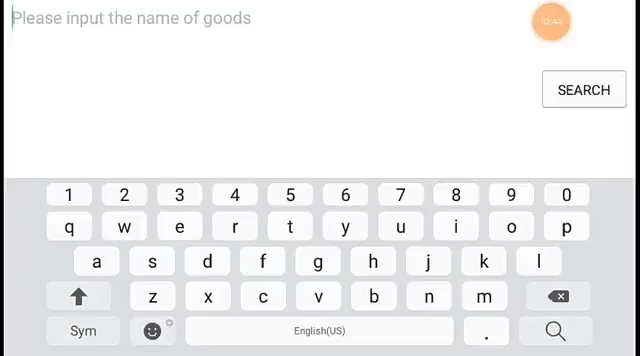 Please input the name of goods
SEARCH
1 2 3 4 5 6 7 8 9 0
q w e r t y u i o p
a s d f g h j k l
z x c v b n m
Sym English(US) .